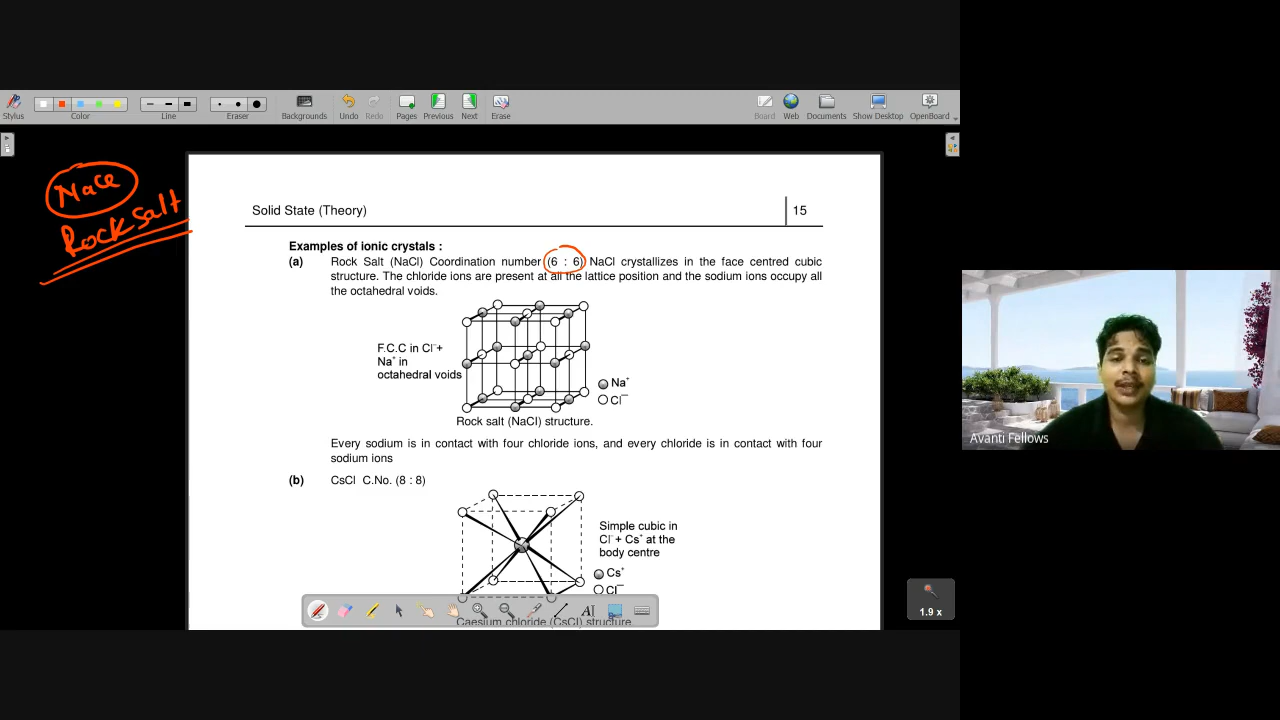 Stylus
Color
Line
Eraser
Backgrounds
Undo
Redo
Pages
Previous
Next
Erase
Board
Web
Documents
Show Desktop
OpenBoard
NaCl
Rock Salt
Solid State (Theory)
15
Examples of ionic crystals :
(a) Rock Salt (NaCl) Coordination number (6 : 6) NaCl crystallizes in the face centred cubic
structure. The chloride ions are present at all the lattice position and the sodium ions occupy all
the octahedral voids.
F.C.C in Cl⁻+
Na⁺ in
octahedral voids
Na⁺
Cl⁻
Rock salt (NaCl) structure.
Every sodium is in contact with four chloride ions, and every chloride is in contact with four
sodium ions
(b) CsCl C.No. (8 : 8)
Simple cubic in
Cl⁻+ Cs⁺ at the
body centre
Cs⁺
Cl⁻
Caesium chloride (CsCl) structure.
AI
1.9 x
Avanti Fellows